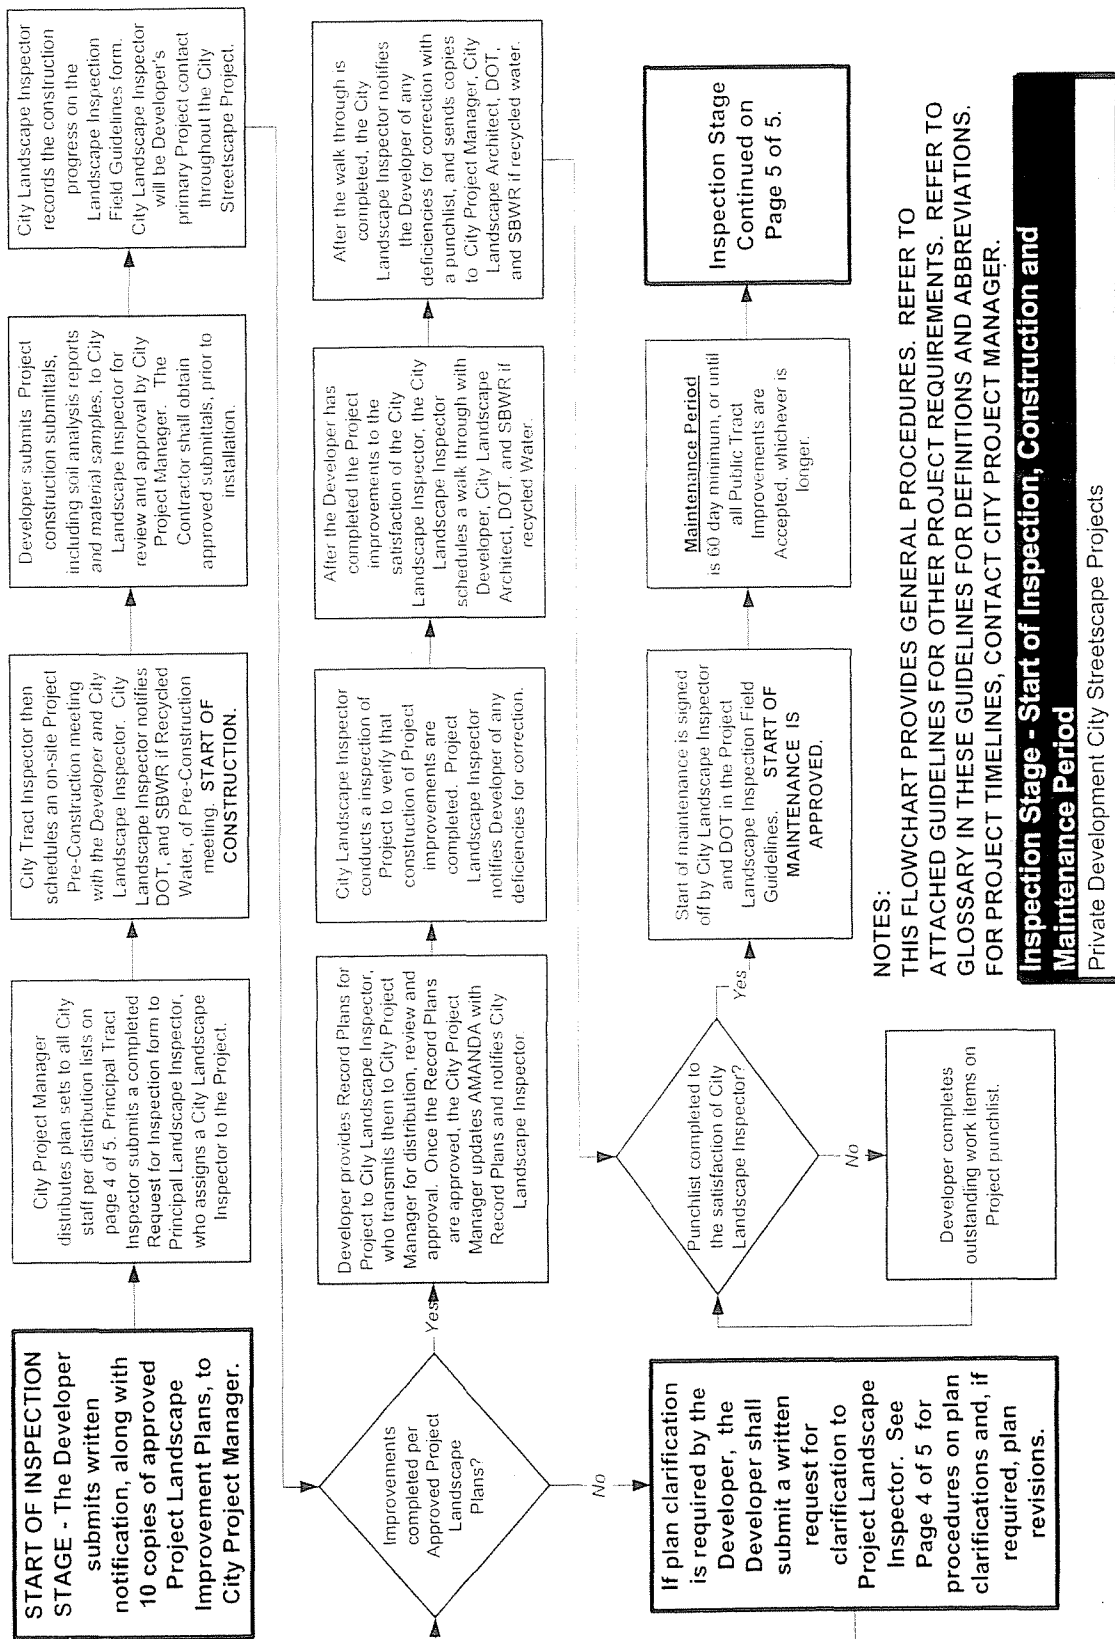 START OF INSPECTION
STAGE - The Developer
submits written
notification, along with
10 copies of approved
Project Landscape
Improvement Plans, to
City Project Manager.
City Project Manager
distributes plan sets to all City
staff per distribution lists on
page 4 of 5. Principal Tract
Inspector submits a completed
Request for Inspection form to
Principal Landscape Inspector,
who assigns a City Landscape
Inspector to the Project.
City Tract Inspector then
schedules an on-site Project
Pre-Construction meeting
with the Developer and City
Landscape Inspector. City
Landscape Inspector notifies
DOT, and SBWR if Recycled
Water, of Pre-Construction
meeting. START OF
CONSTRUCTION.
Developer submits Project
construction submittals,
including soil analysis reports
and material samples, to City
Landscape Inspector for
review and approval by City
Project Manager. The
Contractor shall obtain
approved submittals, prior to
installation.
City Landscape Inspector
records the construction
progress on the
Landscape Inspection
Field Guidelines form.
City Landscape Inspector
will be Developer's
primary Project contact
throughout the City
Streetscape Project.
Improvements
completed per
Approved Project
Landscape
Plans?
Yes
Developer provides Record Plans for
Project to City Landscape Inspector,
who transmits them to City Project
Manager for distribution, review and
approval. Once the Record Plans
are approved, the City Project
Manager updates AMANDA with
Record Plans and notifies City
Landscape Inspector.
City Landscape Inspector
conducts a inspection of
Project to verify that
construction of Project
improvements are
completed. Project
Landscape Inspector
notifies Developer of any
deficiencies for correction.
After the Developer has
completed the Project
improvements to the
satisfaction of the City
Landscape Inspector, the City
Landscape Inspector
schedules a walk through with
Developer, City Landscape
Architect, DOT, and SBWR if
recycled Water.
After the walk through is
completed, the City
Landscape Inspector notifies
the Developer of any
deficiencies for correction with
a punchlist, and sends copies
to City Project Manager, City
Landscape Architect, DOT,
and SBWR if recycled water.
No
If plan clarification
is required by the
Developer, the
Developer shall
submit a written
request for
clarification to
Project Landscape
Inspector. See
Page 4 of 5 for
procedures on plan
clarifications and, if
required, plan
revisions.
Punchlist completed to
the satisfaction of City
Landscape Inspector?
Yes
No
Developer completes
outstanding work items on
Project punchlist.
Start of maintenance is signed
off by City Landscape Inspector
and DOT in the Project
Landscape Inspection Field
Guidelines. START OF
MAINTENANCE IS
APPROVED.
Maintenance Period
is 60 day minimum, or until
all Public Tract
Improvements are
Accepted, whichever is
longer.
Inspection Stage
Continued on
Page 5 of 5.
NOTES:
THIS FLOWCHART PROVIDES GENERAL PROCEDURES. REFER TO
ATTACHED GUIDELINES FOR OTHER PROJECT REQUIREMENTS. REFER TO
GLOSSARY IN THESE GUIDELINES FOR DEFINITIONS AND ABBREVIATIONS.
FOR PROJECT TIMELINES, CONTACT CITY PROJECT MANAGER.
Inspection Stage - Start of Inspection, Construction and
Maintenance Period
Private Development City Streetscape Projects